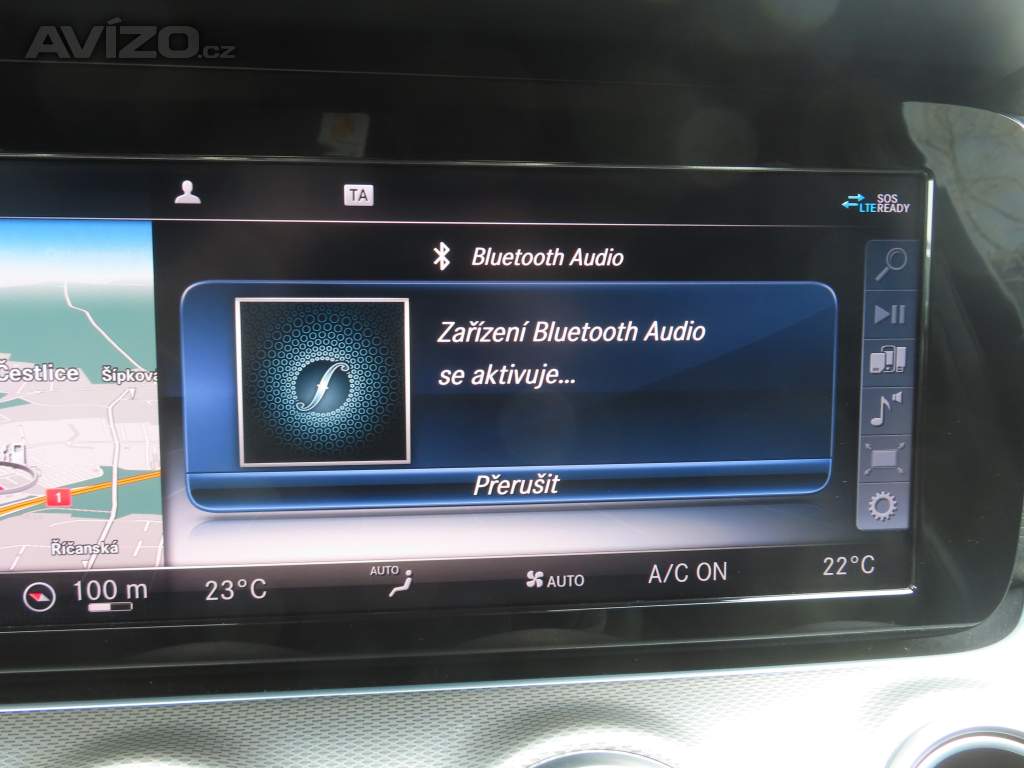 AVÍZO.cz
TA
SOS
LTE READY
Bluetooth Audio
Zařízení Bluetooth Audio
se aktivuje...
Přerušit
Čestlice
Šípková
1
Říčanská
100 m
23°C
AUTO
AUTO
A/C ON
22°C